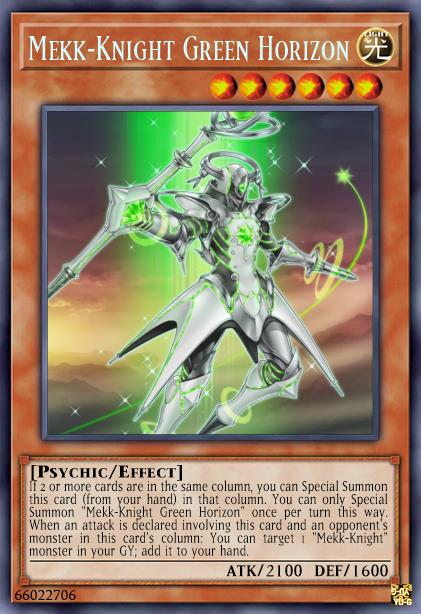 Mekk-Knight Green Horizon
LIGHT
光
[Psychic/Effect]
If 2 or more cards are in the same column, you can Special Summon
this card (from your hand) in that column. You can only Special
Summon "Mekk-Knight Green Horizon" once per turn this way.
When an attack is declared involving this card and an opponent's
monster in this card's column: You can target 1 "Mekk-Knight"
monster in your GY; add it to your hand.
ATK/2100 DEF/1600
66022706